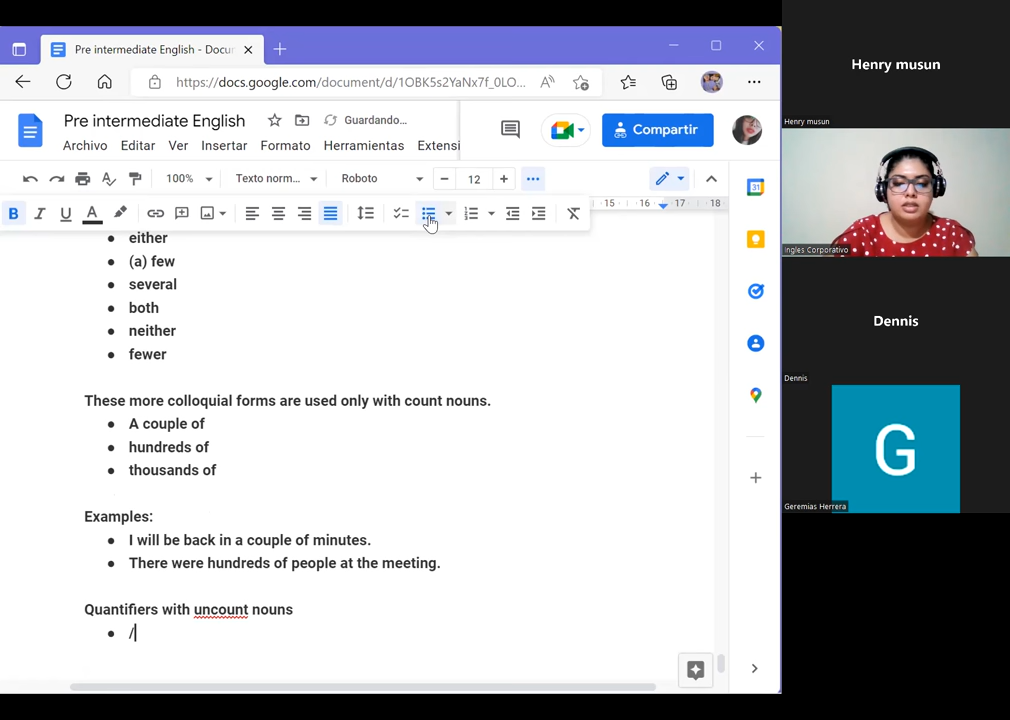 Pre intermediate English - Docur
https://docs.google.com/document/d/1OBK5s2YaNx7f_0LO...
Pre intermediate English
Guardando...
Archivo Editar Ver Insertar Formato Herramientas Extensi
Compartir
100% Texto norm... Roboto 12
15 16 17 18
either
(a) few
several
both
neither
fewer
These more colloquial forms are used only with count nouns.
A couple of
hundreds of
thousands of
Examples:
I will be back in a couple of minutes.
There were hundreds of people at the meeting.
Quantifiers with uncount nouns
/
31
Henry musun
Henry musun
Ingles Corporativo
Dennis
Dennis
G
Geremias Herrera